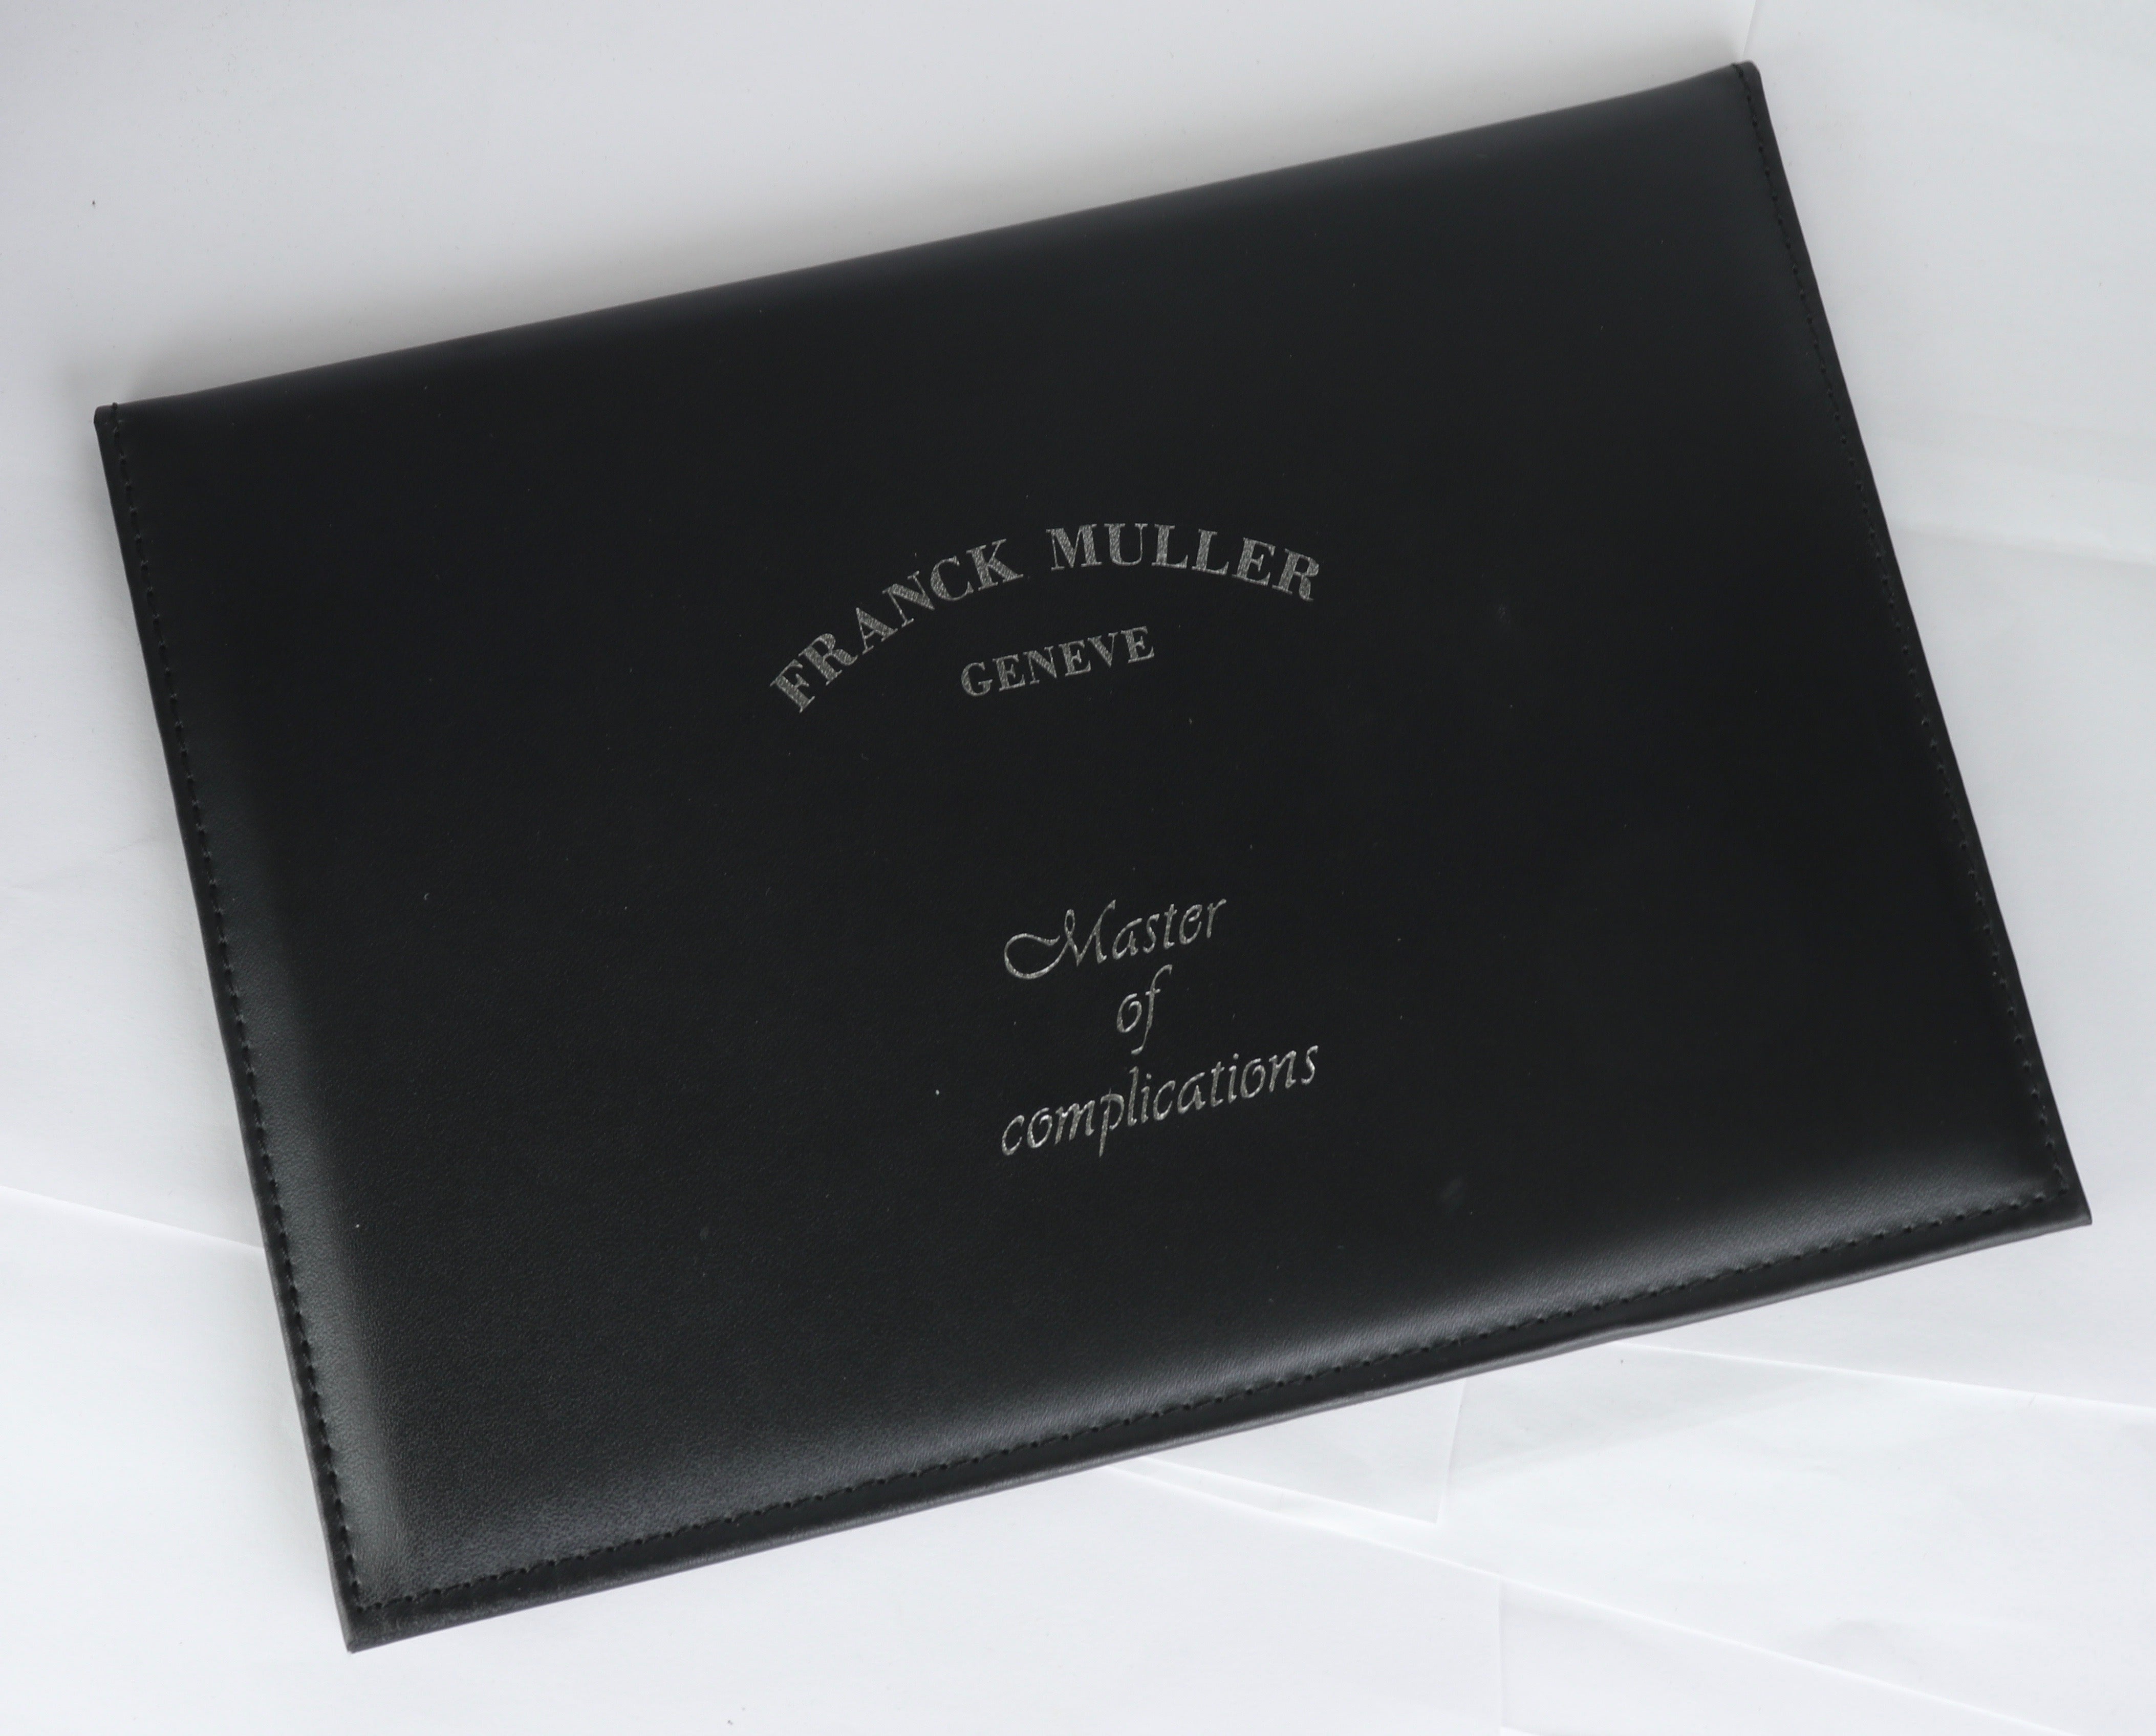 FRANCK MULLER
GENEVE
Master
of
complications